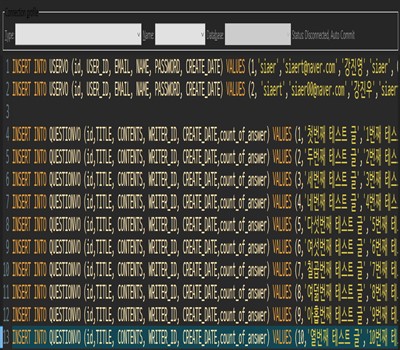 Connection profile
Type: Name: Database: Status: Disconnected, Auto Commit
1 INSERT INTO USERVO (id, USER_ID, EMAIL, NAME, PASSWORD, CREATE_DATE) VALUES (1,'siaer','siaert@naver.com','강진영','siaer',
2 INSERT INTO USERVO (id, USER_ID, EMAIL, NAME, PASSWORD, CREATE_DATE) VALUES (2, 'siaert','siaer00@naver.com','강진우','siaer
3
4 INSERT INTO QUESTIONVO (id,TITLE, CONTENTS, WRITER_ID, CREATE_DATE,count_of_answer) VALUES (1,'첫번째 테스트 글','1번째 테스
5 INSERT INTO QUESTIONVO (id,TITLE, CONTENTS, WRITER_ID, CREATE_DATE,count_of_answer) VALUES (2,'두번째 테스트 글','2번째 테스
6 INSERT INTO QUESTIONVO (id,TITLE, CONTENTS, WRITER_ID, CREATE_DATE,count_of_answer) VALUES (3,'세번째 테스트 글','3번째 테스
7 INSERT INTO QUESTIONVO (id,TITLE, CONTENTS, WRITER_ID, CREATE_DATE,count_of_answer) VALUES (4,'네번째 테스트 글','4번째 테스
8 INSERT INTO QUESTIONVO (id,TITLE, CONTENTS, WRITER_ID, CREATE_DATE,count_of_answer) VALUES (5,'다섯번째 테스트 글','5번째 테
9 INSERT INTO QUESTIONVO (id,TITLE, CONTENTS, WRITER_ID, CREATE_DATE,count_of_answer) VALUES (6,'여섯번째 테스트 글','6번째 테
10 INSERT INTO QUESTIONVO (id,TITLE, CONTENTS, WRITER_ID, CREATE_DATE,count_of_answer) VALUES (7,'일곱번째 테스트 글','7번째 테
11 INSERT INTO QUESTIONVO (id,TITLE, CONTENTS, WRITER_ID, CREATE_DATE,count_of_answer) VALUES (8,'여덟번째 테스트 글','8번째 테
12 INSERT INTO QUESTIONVO (id,TITLE, CONTENTS, WRITER_ID, CREATE_DATE,count_of_answer) VALUES (9,'아홉번째 테스트 글','9번째 테
13 INSERT INTO QUESTIONVO (id,TITLE, CONTENTS, WRITER_ID, CREATE_DATE,count_of_answer) VALUES (10,'열번째 테스트 글','10번째 테